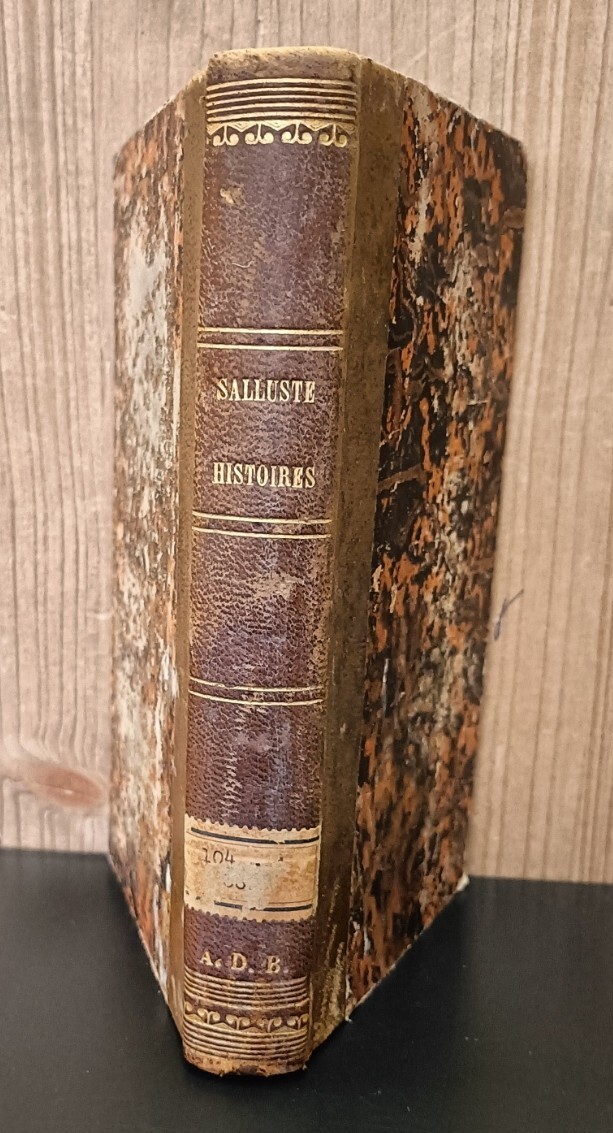 SALLUSTE
HISTOIRES
104
A. D. B.